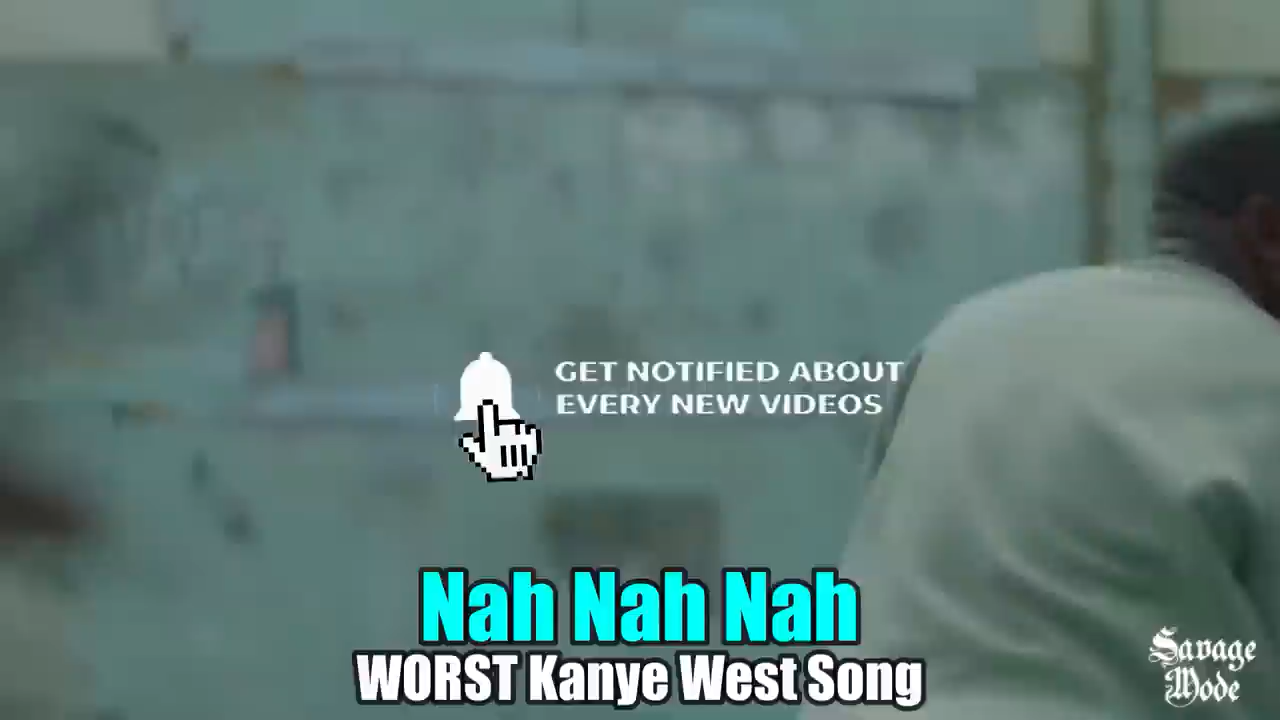 GET NOTIFIED ABOUT
EVERY NEW VIDEOS
Nah Nah Nah
WORST Kanye West Song
Savage
Mode